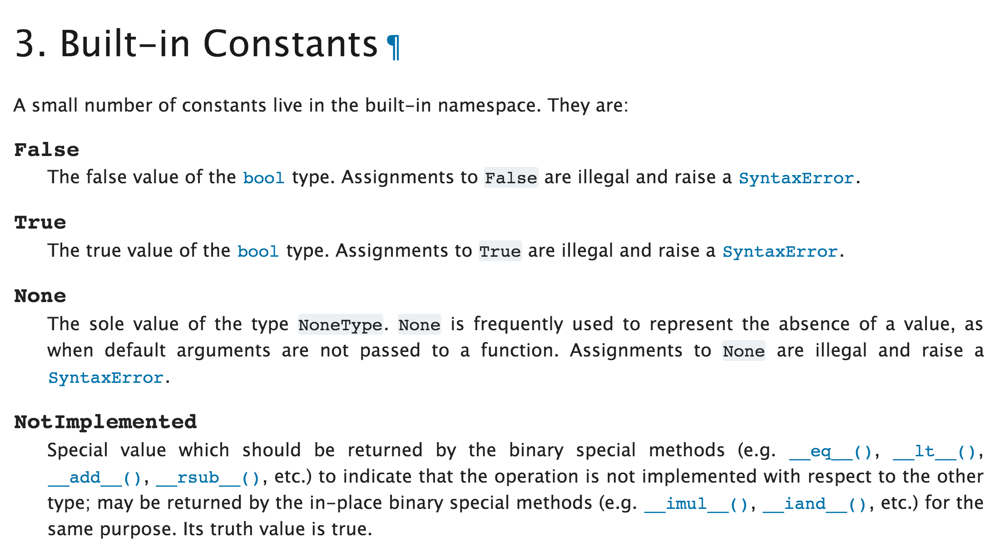 3. Built-in Constants ¶
A small number of constants live in the built-in namespace. They are:
False
The false value of the bool type. Assignments to False are illegal and raise a SyntaxError.
True
The true value of the bool type. Assignments to True are illegal and raise a SyntaxError.
None
The sole value of the type NoneType. None is frequently used to represent the absence of a value, as
when default arguments are not passed to a function. Assignments to None are illegal and raise a
SyntaxError.
NotImplemented
Special value which should be returned by the binary special methods (e.g. __eq__(), __lt__(),
__add__(), __rsub__(), etc.) to indicate that the operation is not implemented with respect to the other
type; may be returned by the in-place binary special methods (e.g. __imul__(), __iand__(), etc.) for the
same purpose. Its truth value is true.